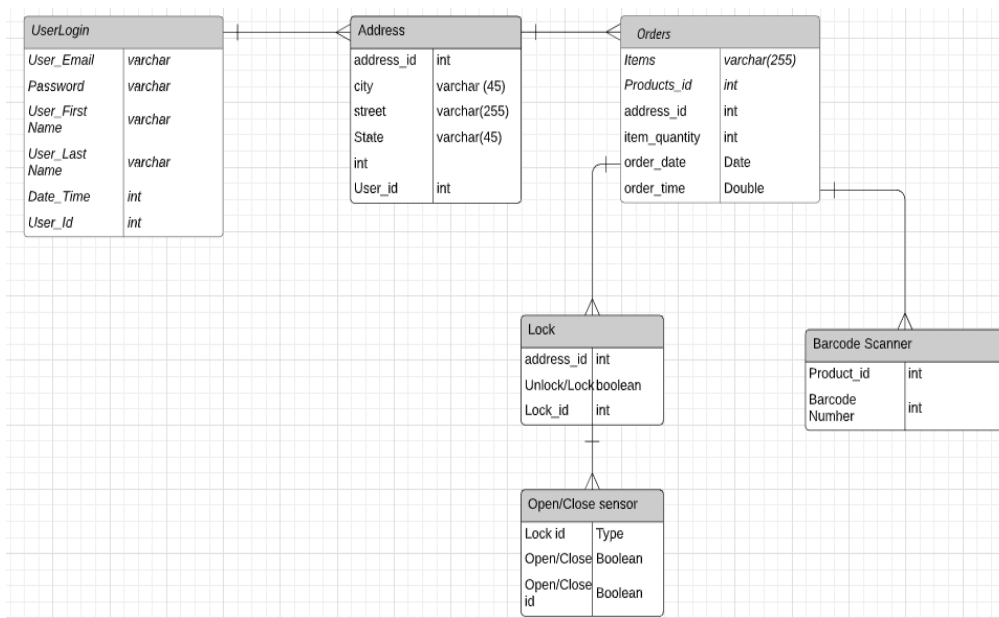 UserLogin
User_Email varchar
Password varchar
User_First
Name varchar
User_Last
Name varchar
Date_Time int
User_Id int
Address
address_id int
city varchar (45)
street varchar(255)
State varchar(45)
int
User_id int
Orders
Items varchar(255)
Products_id int
address_id int
item_quantity int
order_date Date
order_time Double
Lock
address_id int
Unlock/Lock boolean
Lock_id int
Barcode Scanner
Product_id int
Barcode
Number int
Open/Close sensor
Lock id Type
Open/Close Boolean
Open/Close
id Boolean